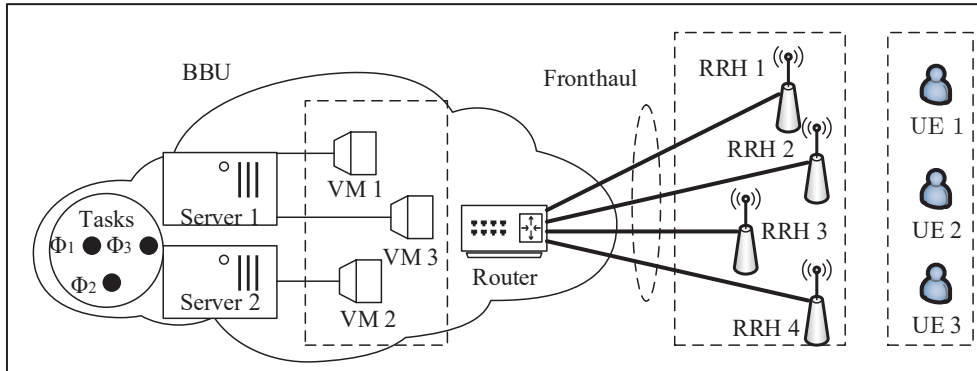 BBU
Fronthaul
RRH 1
RRH 2
RRH 3
RRH 4
UE 1
UE 2
UE 3
VM 1
VM 3
VM 2
Server 1
Server 2
Tasks
Φ1 Φ3
Φ2
Router